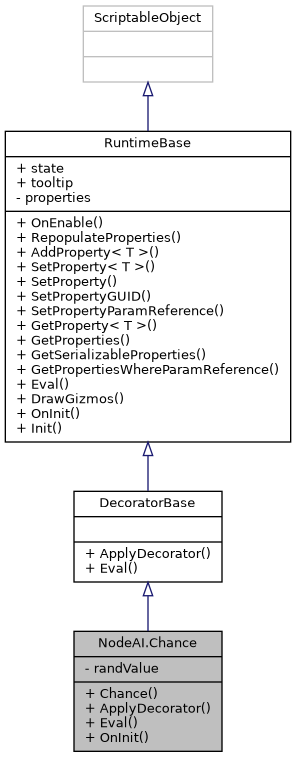 ScriptableObject
RuntimeBase
+ state
+ tooltip
- properties
+ OnEnable()
+ RepopulateProperties()
+ AddProperty< T >()
+ SetProperty< T >()
+ SetProperty()
+ SetPropertyGUID()
+ SetPropertyParamReference()
+ GetProperty< T >()
+ GetProperties()
+ GetSerializableProperties()
+ GetPropertiesWhereParamReference()
+ Eval()
+ DrawGizmos()
+ OnInit()
+ Init()
DecoratorBase
+ ApplyDecorator()
+ Eval()
NodeAI.Chance
- randValue
+ Chance()
+ ApplyDecorator()
+ Eval()
+ OnInit()